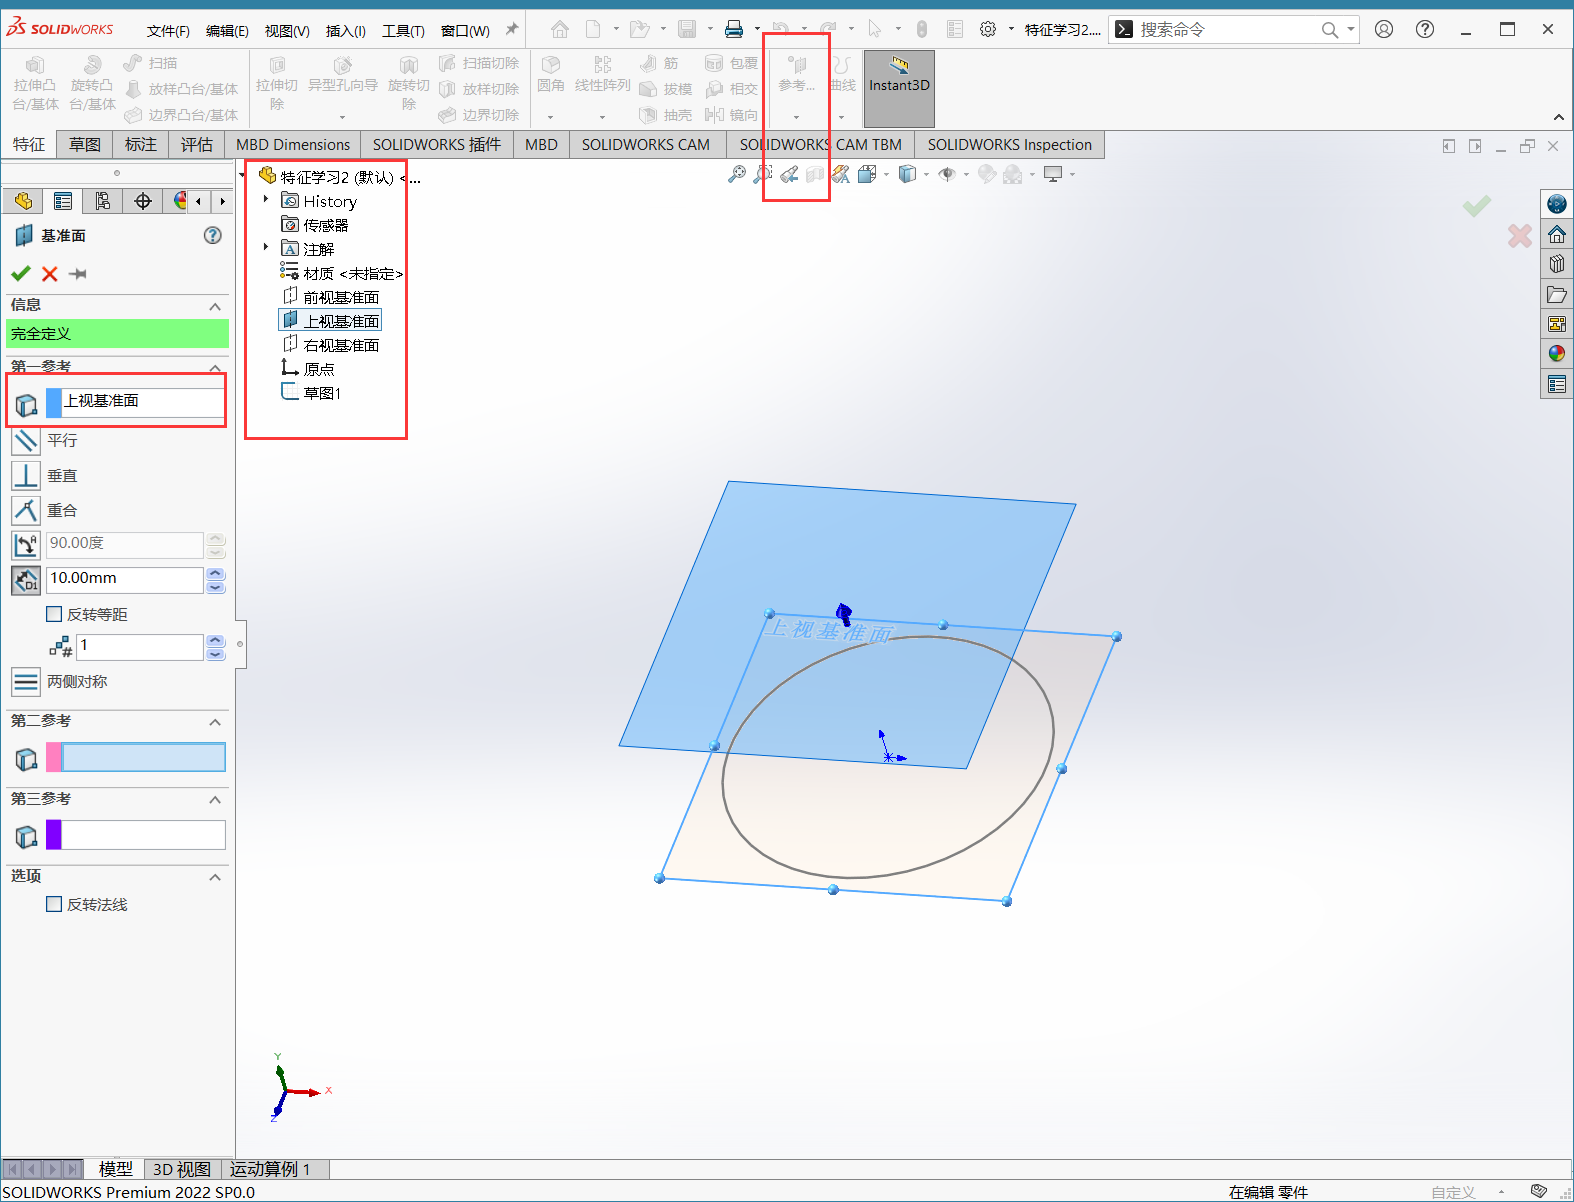 SOLIDWORKS
文件(F) 编辑(E) 视图(V) 插入(I) 工具(T) 窗口(W)
特征学习2....
搜索命令
拉伸凸台/基体
旋转凸台/基体
扫描
放样凸台/基体
边界凸台/基体
拉伸切除
异型孔向导
旋转切除
扫描切除
放样切除
边界切除
圆角
线性阵列
筋
拔模
抽壳
包覆
相交
镜向
参考...
曲线
Instant3D
特征 草图 标注 评估 MBD Dimensions SOLIDWORKS 插件 MBD SOLIDWORKS CAM SOLIDWORKS CAM TBM SOLIDWORKS Inspection
基准面
信息
完全定义
第一参考
上视基准面
平行
垂直
重合
90.00度
10.00mm
反转等距
1
两侧对称
第二参考
第三参考
选项
反转法线
特征学习2 (默认) <...
History
传感器
注解
材质 <未指定>
前视基准面
上视基准面
右视基准面
原点
草图1
上视基准面
Y
X
Z
模型 3D 视图 运动算例 1
SOLIDWORKS Premium 2022 SP0.0
在编辑 零件
自定义